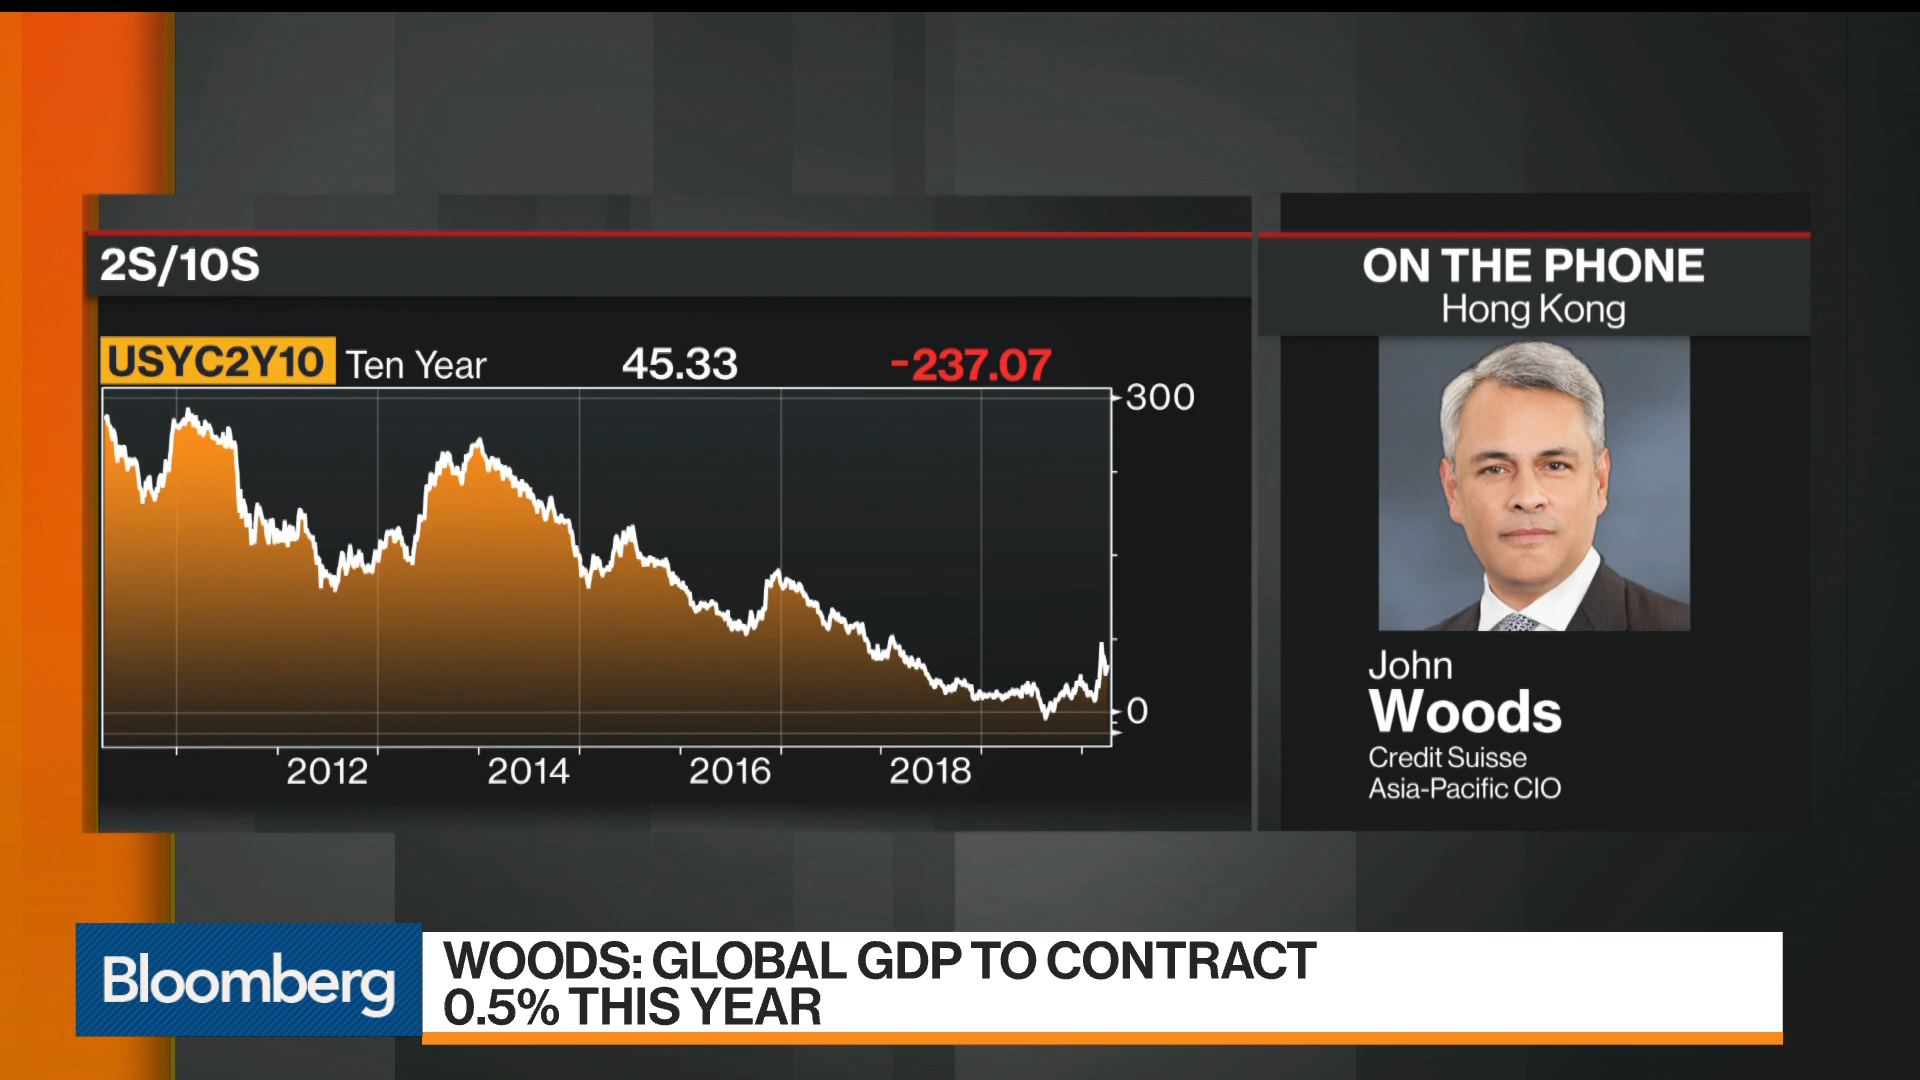 2S/10S
USYC2Y10 Ten Year 45.33 -237.07
300
0
2012 2014 2016 2018
ON THE PHONE
Hong Kong
John
Woods
Credit Suisse
Asia-Pacific CIO
Bloomberg
WOODS: GLOBAL GDP TO CONTRACT
0.5% THIS YEAR